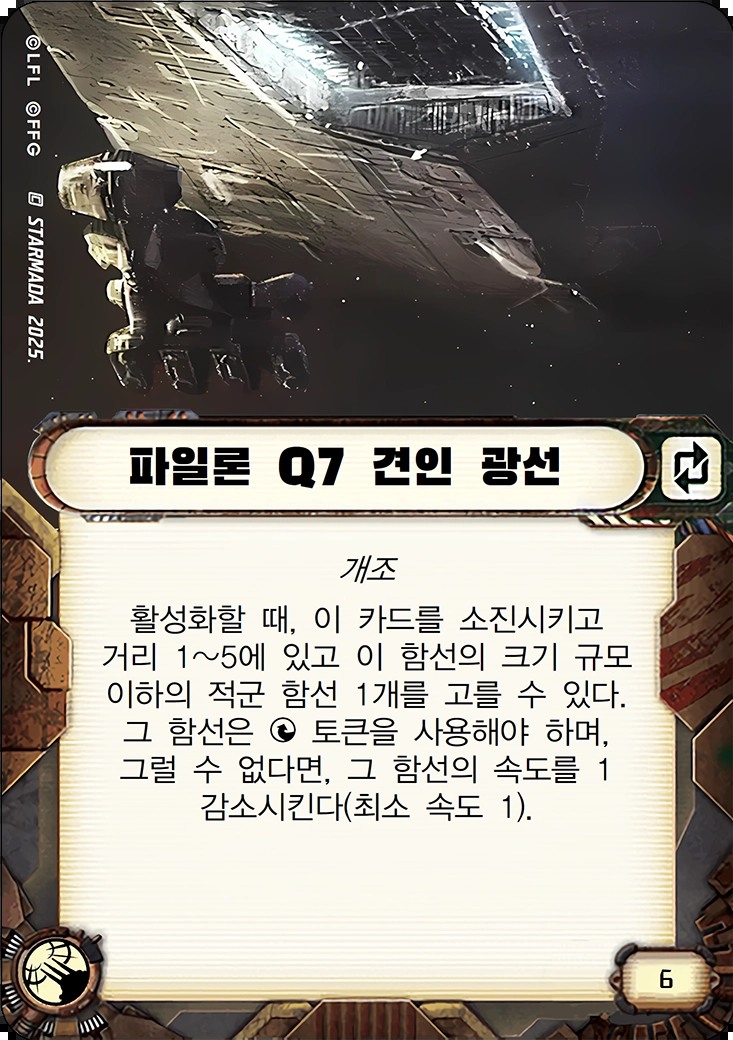 ©LFL ©FFG STARMADA 2025.
파일론 Q7 견인 광선
개조
활성화할 때, 이 카드를 소진시키고
거리 1~5에 있고 이 함선의 크기 규모
이하의 적군 함선 1개를 고를 수 있다.
그 함선은 토큰을 사용해야 하며,
그럴 수 없다면, 그 함선의 속도를 1
감소시킨다(최소 속도 1).
6